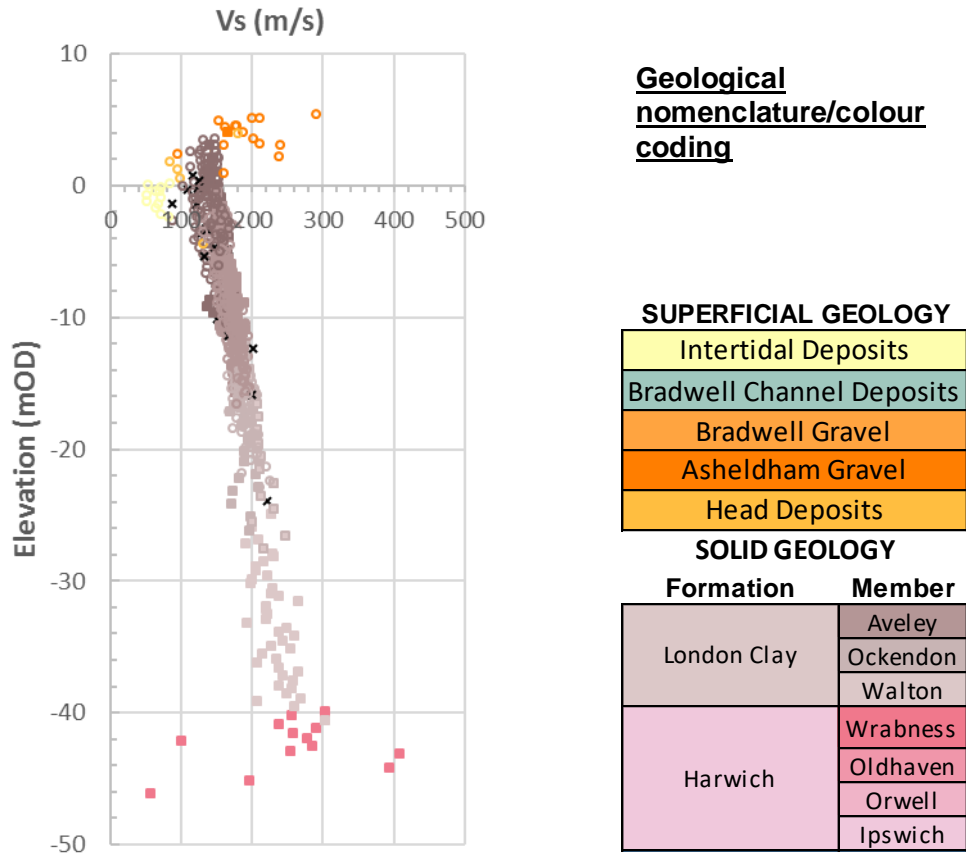 Vs (m/s)
10
0
0 100 200 300 400 500
-10
-20
-30
-40
-50
Elevation (mOD)
Geological
nomenclature/colour
coding
SUPERFICIAL GEOLOGY
Intertidal Deposits
Bradwell Channel Deposits
Bradwell Gravel
Asheldham Gravel
Head Deposits
SOLID GEOLOGY
Formation Member
London Clay
Aveley
Ockendon
Walton
Harwich
Wrabness
Oldhaven
Orwell
Ipswich